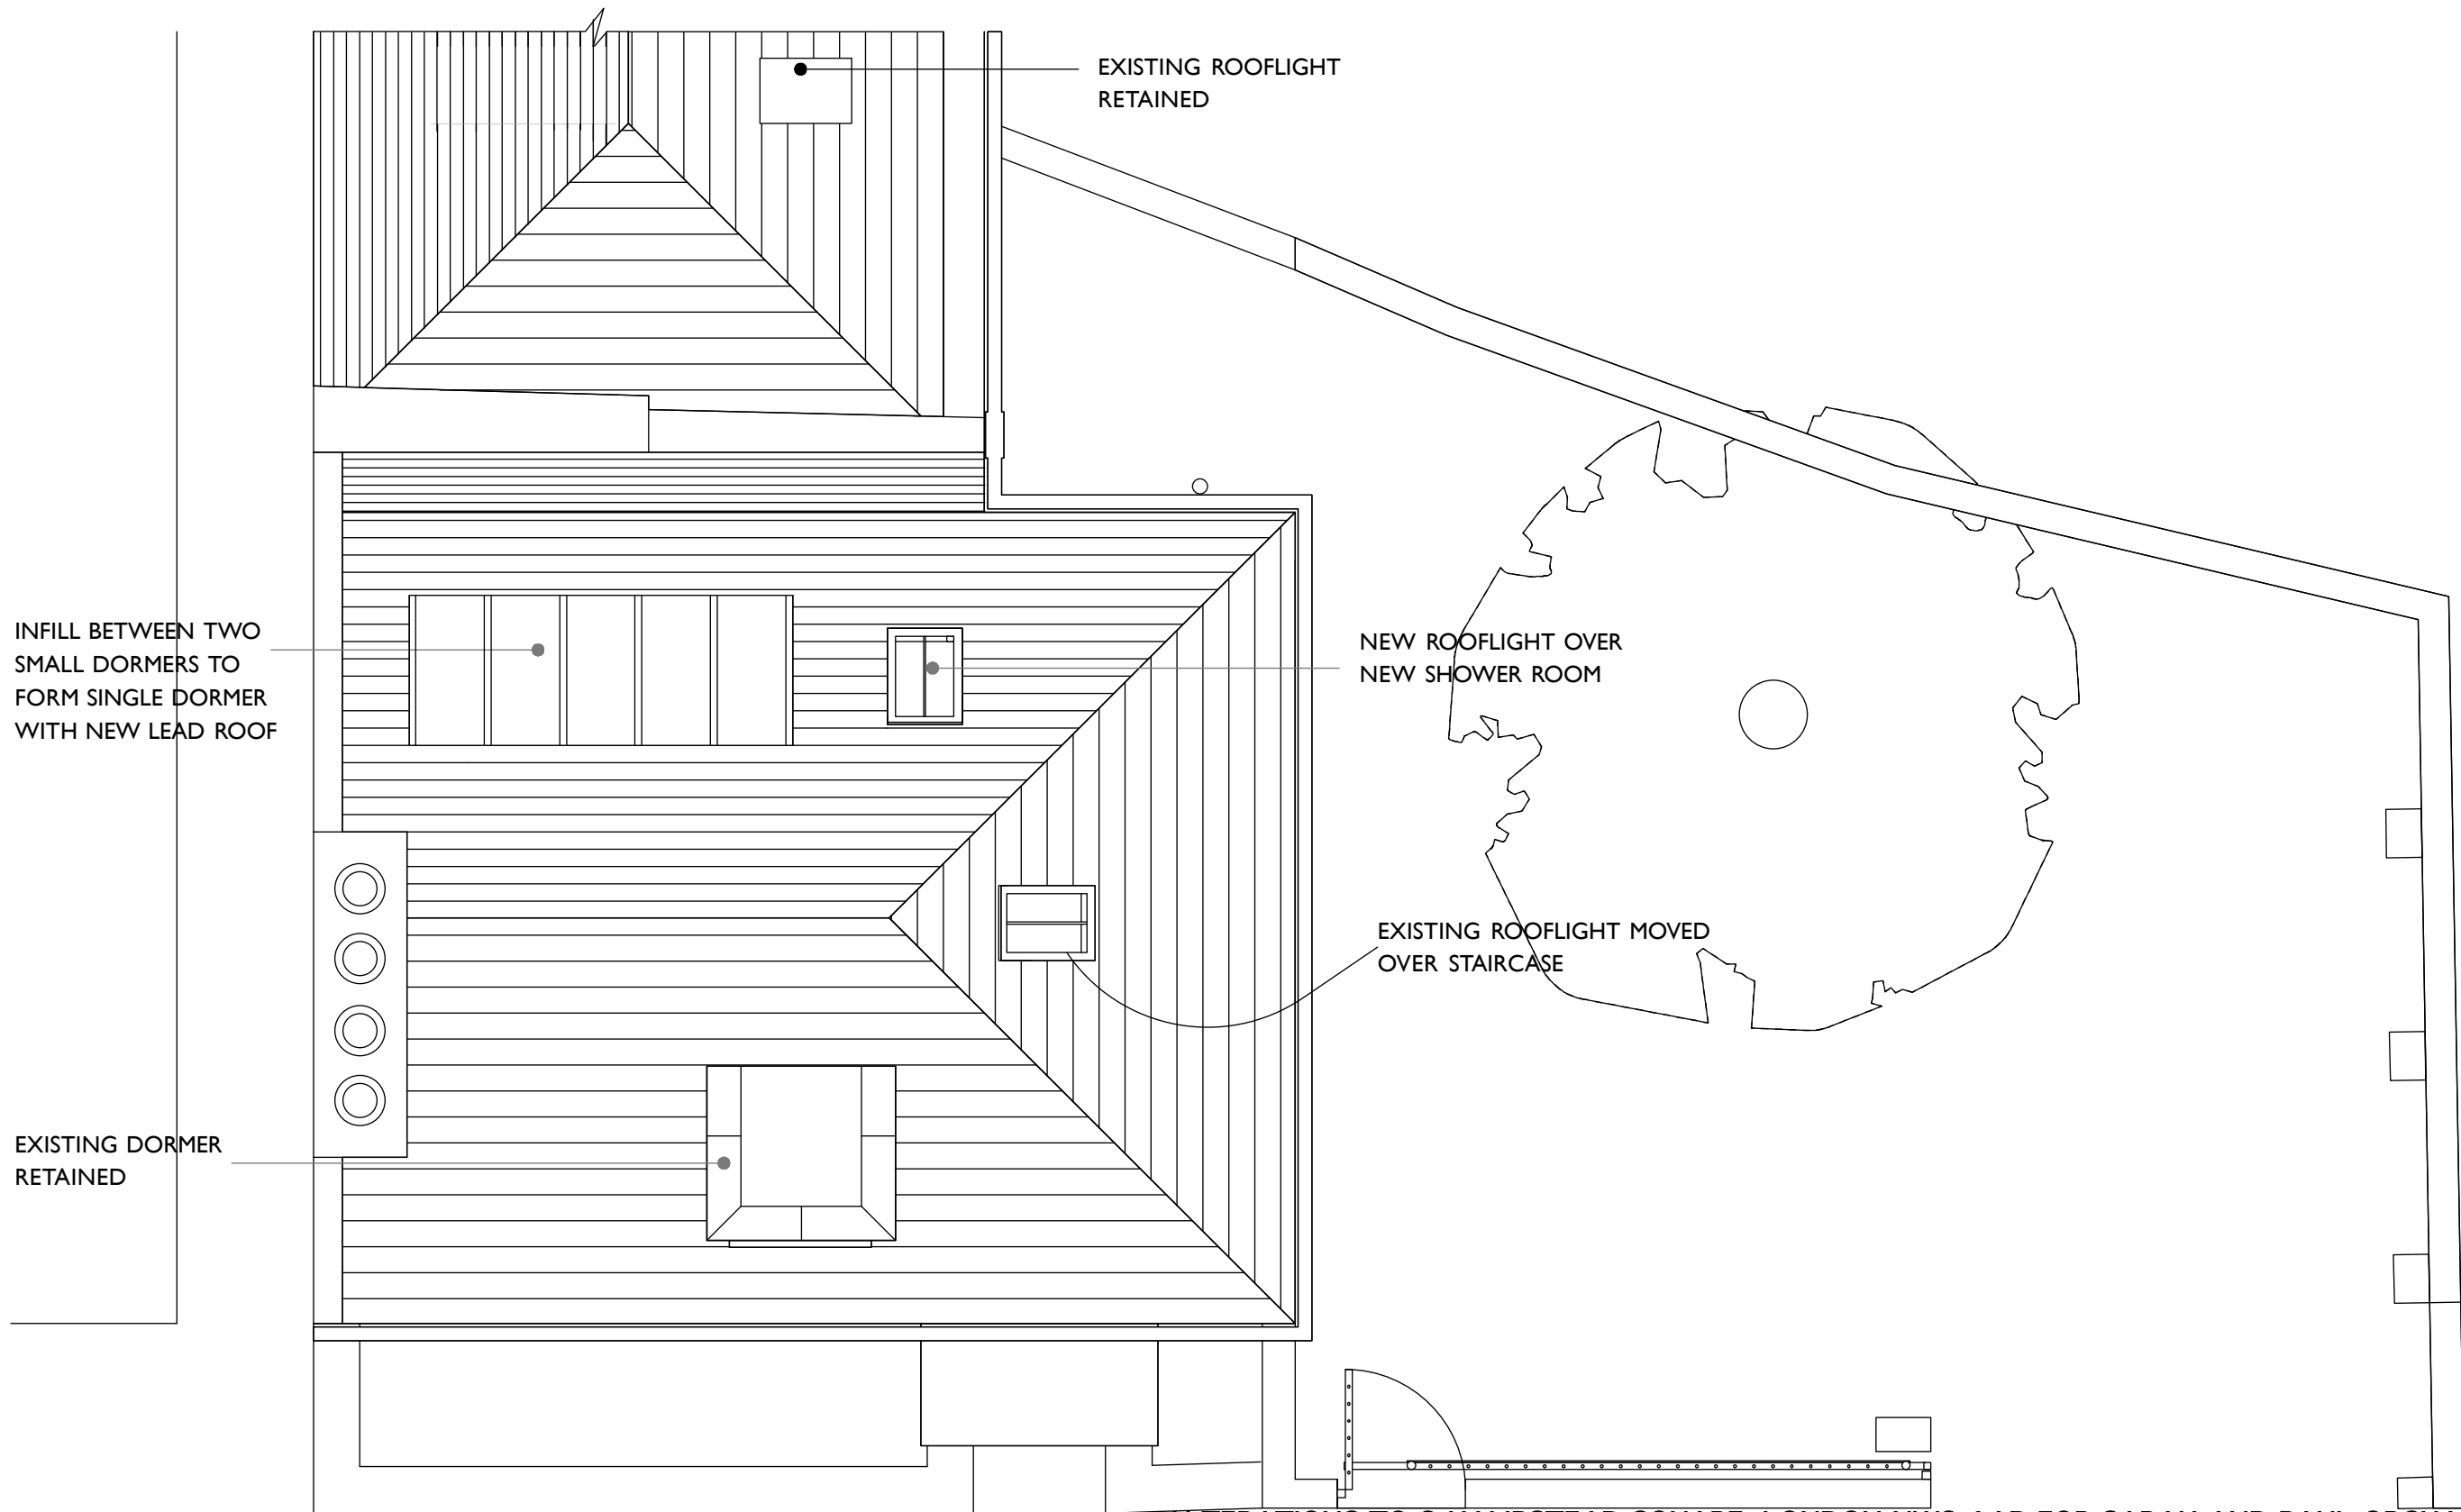 EXISTING ROOFLIGHT
RETAINED
INFILL BETWEEN TWO
SMALL DORMERS TO
FORM SINGLE DORMER
WITH NEW LEAD ROOF
NEW ROOFLIGHT OVER
NEW SHOWER ROOM
EXISTING ROOFLIGHT MOVED
OVER STAIRCASE
EXISTING DORMER
RETAINED